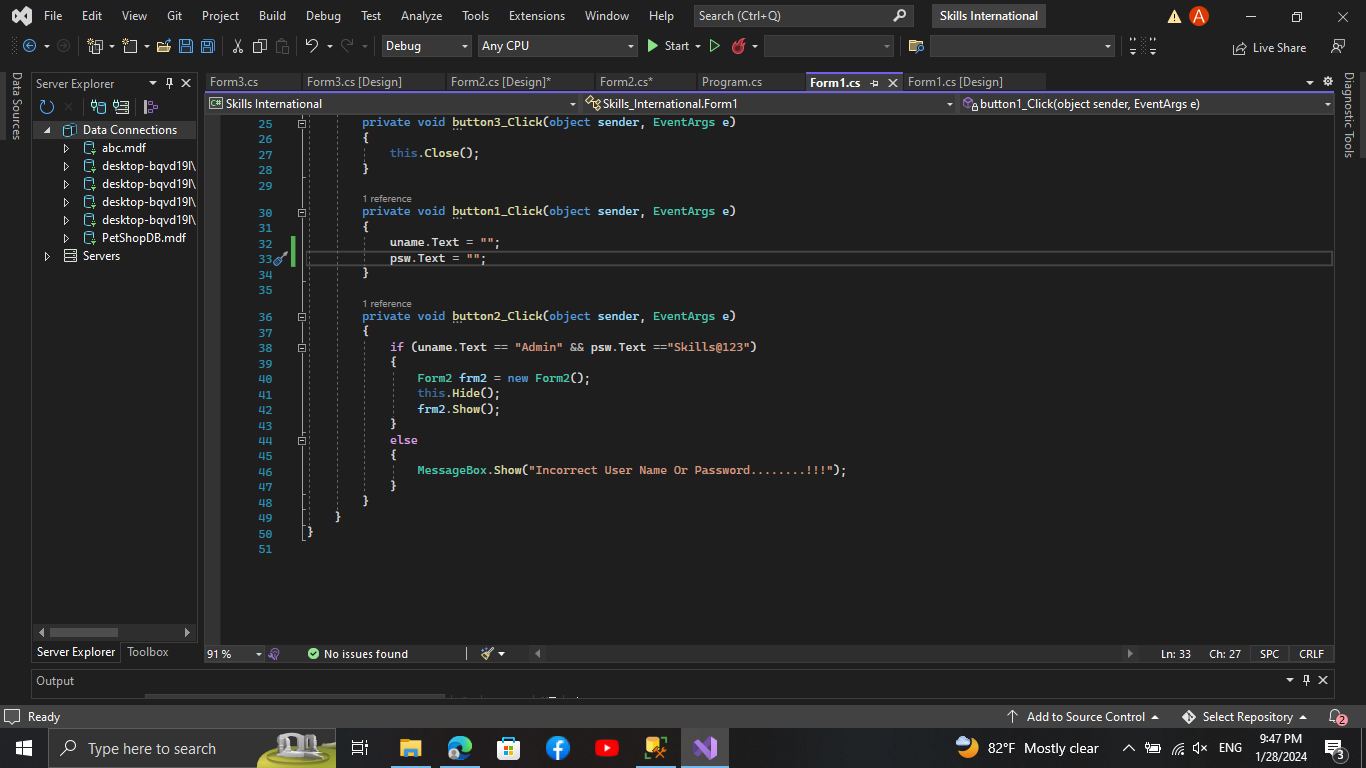 File Edit View Git Project Build Debug Test Analyze Tools Extensions Window Help Search (Ctrl+Q) Skills International A
Debug Any CPU Start Live Share
Data Sources
Server Explorer
Data Connections
abc.mdf
desktop-bqvd19l\
desktop-bqvd19l\
desktop-bqvd19l\
desktop-bqvd19l\
PetShopDB.mdf
Servers
Server Explorer Toolbox
Form3.cs Form3.cs [Design] Form2.cs [Design]* Form2.cs* Program.cs Form1.cs Form1.cs [Design]
C# Skills International Skills_International.Form1 button1_Click(object sender, EventArgs e)
25 private void button3_Click(object sender, EventArgs e)
26 {
27 this.Close();
28 }
29
1 reference
30 private void button1_Click(object sender, EventArgs e)
31 {
32 uname.Text = "";
33 psw.Text = "";
34 }
35
1 reference
36 private void button2_Click(object sender, EventArgs e)
37 {
38 if (uname.Text == "Admin" && psw.Text =="Skills@123")
39 {
40 Form2 frm2 = new Form2();
41 this.Hide();
42 frm2.Show();
43 }
44 else
45 {
46 MessageBox.Show("Incorrect User Name Or Password........!!!");
47 }
48 }
49 }
50 }
51
91 % No issues found Ln: 33 Ch: 27 SPC CRLF
Diagnostic Tools
Output
Ready Add to Source Control Select Repository 2
Type here to search 82°F Mostly clear ENG 9:47 PM
1/28/2024 3